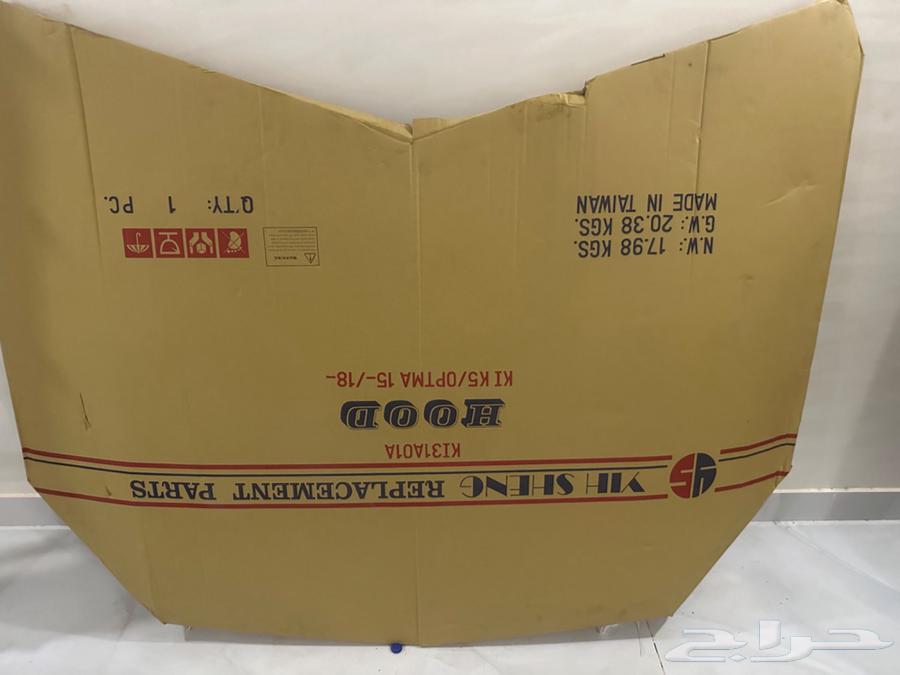 YIH SHENG REPLACEMENT PARTS
KI31A01A
HOOD
KI K5/OPTMA 15-/18-
N.W: 17.98 KGS.
G.W: 20.38 KGS.
MADE IN TAIWAN
WARNING
Q'TY: 1 PC.
حراج